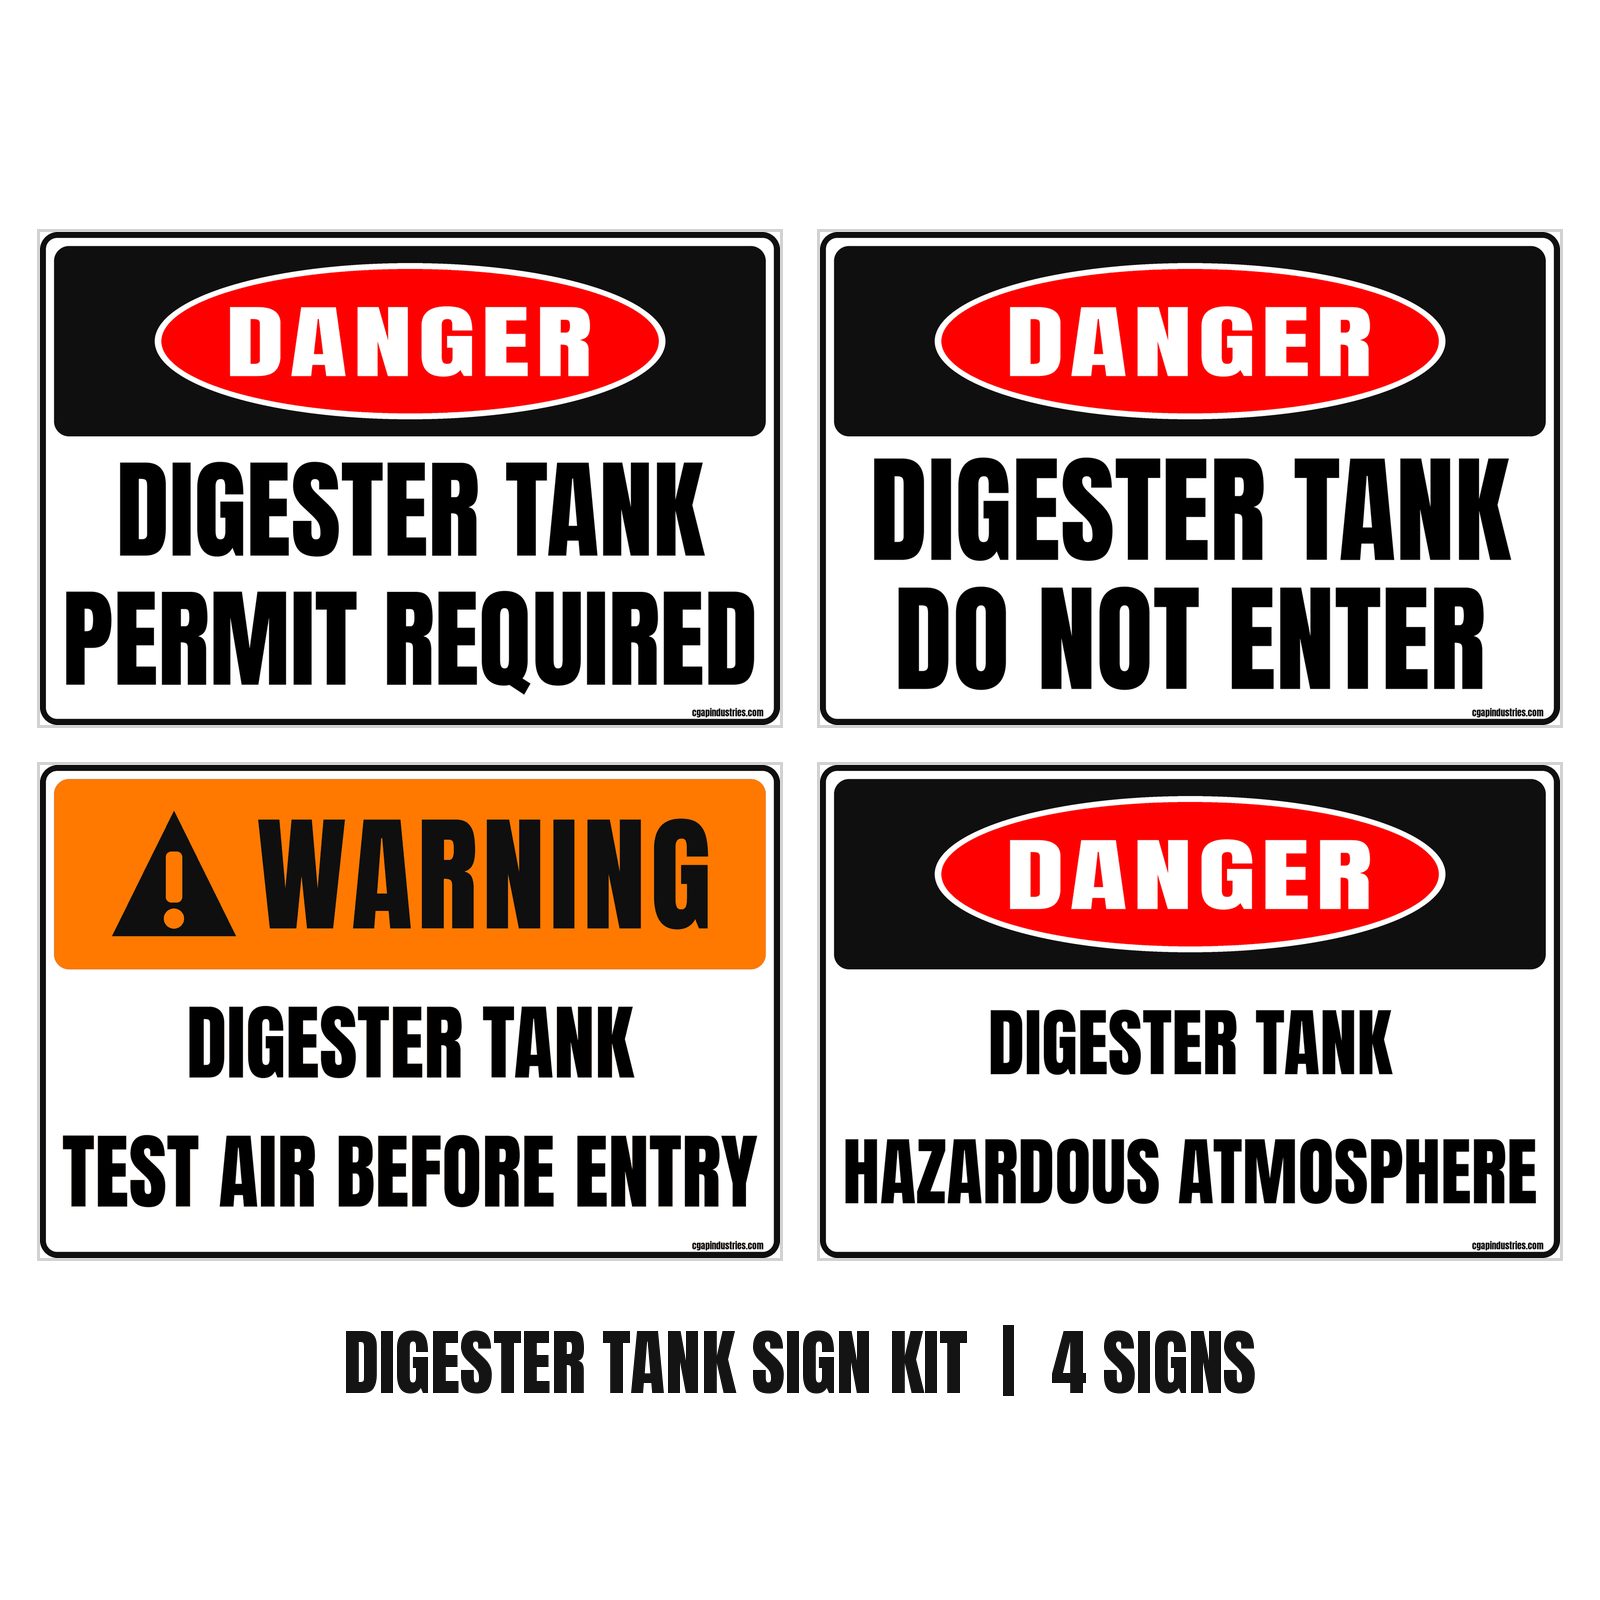 DANGER
DIGESTER TANK
PERMIT REQUIRED
cgapindustries.com
DANGER
DIGESTER TANK
DO NOT ENTER
cgapindustries.com
WARNING
DIGESTER TANK
TEST AIR BEFORE ENTRY
cgapindustries.com
DANGER
DIGESTER TANK
HAZARDOUS ATMOSPHERE
cgapindustries.com
DIGESTER TANK SIGN KIT | 4 SIGNS